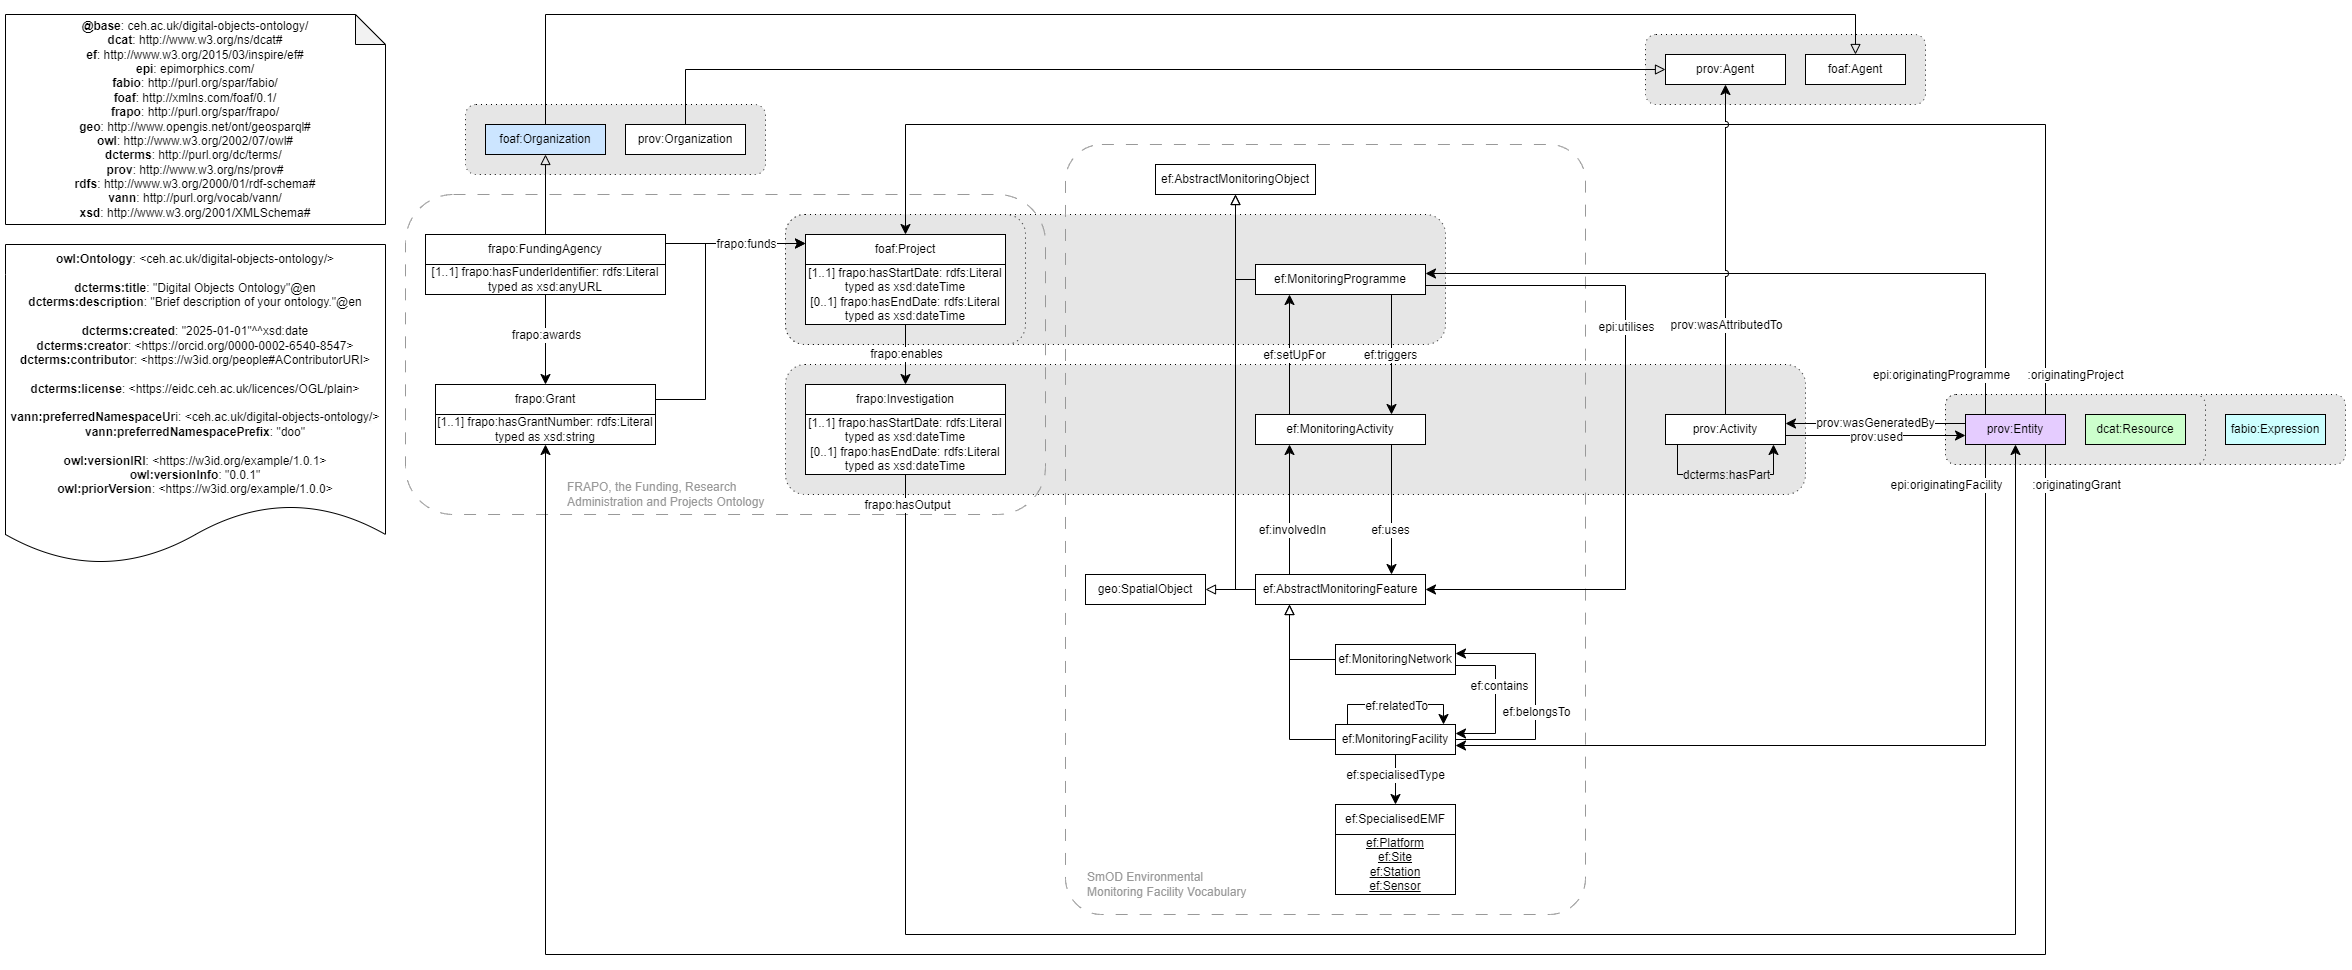 @base: ceh.ac.uk/digital-objects-ontology/
dcat: http://www.w3.org/ns/dcat#
ef: http://www.w3.org/2015/03/inspire/ef#
epi: epimorphics.com/
fabio: http://purl.org/spar/fabio/
foaf: http://xmlns.com/foaf/0.1/
frapo: http://purl.org/spar/frapo/
geo: http://www.opengis.net/ont/geosparql#
owl: http://www.w3.org/2002/07/owl#
dcterms: http://purl.org/dc/terms/
prov: http://www.w3.org/ns/prov#
rdfs: http://www.w3.org/2000/01/rdf-schema#
vann: http://purl.org/vocab/vann/
xsd: http://www.w3.org/2001/XMLSchema#
owl:Ontology: <ceh.ac.uk/digital-objects-ontology/>
dcterms:title: "Digital Objects Ontology"@en
dcterms:description: "Brief description of your ontology."@en
dcterms:created: "2025-01-01"^^xsd:date
dcterms:creator: <https://orcid.org/0000-0002-6540-8547>
dcterms:contributor: <https://w3id.org/people#AContributorURI>
dcterms:license: <https://eidc.ceh.ac.uk/licences/OGL/plain>
vann:preferredNamespaceUri: <ceh.ac.uk/digital-objects-ontology/>
vann:preferredNamespacePrefix: "doo"
owl:versionIRI: <https://w3id.org/example/1.0.1>
owl:versionInfo: "0.0.1"
owl:priorVersion: <https://w3id.org/example/1.0.0>
prov:Agent
foaf:Agent
foaf:Organization
prov:Organization
frapo:FundingAgency
[1..1] frapo:hasFunderIdentifier: rdfs:Literal
typed as xsd:anyURL
frapo:funds
frapo:awards
frapo:Grant
[1..1] frapo:hasGrantNumber: rdfs:Literal
typed as xsd:string
FRAPO, the Funding, Research
Administration and Projects Ontology
foaf:Project
[1..1] frapo:hasStartDate: rdfs:Literal
typed as xsd:dateTime
[0..1] frapo:hasEndDate: rdfs:Literal
typed as xsd:dateTime
frapo:enables
frapo:Investigation
[1..1] frapo:hasStartDate: rdfs:Literal
typed as xsd:dateTime
[0..1] frapo:hasEndDate: rdfs:Literal
typed as xsd:dateTime
frapo:hasOutput
ef:AbstractMonitoringObject
ef:MonitoringProgramme
ef:setUpFor
ef:triggers
ef:MonitoringActivity
ef:involvedIn
ef:uses
geo:SpatialObject
ef:AbstractMonitoringFeature
ef:MonitoringNetwork
ef:contains
ef:relatedTo
ef:belongsTo
ef:MonitoringFacility
ef:specialisedType
ef:SpecialisedEMF
ef:Platform
ef:Site
ef:Station
ef:Sensor
SmOD Environmental
Monitoring Facility Vocabulary
epi:utilises
prov:wasAttributedTo
prov:Activity
dcterms:hasPart
prov:wasGeneratedBy
prov:used
epi:originatingProgramme
:originatingProject
prov:Entity
dcat:Resource
fabio:Expression
epi:originatingFacility
:originatingGrant